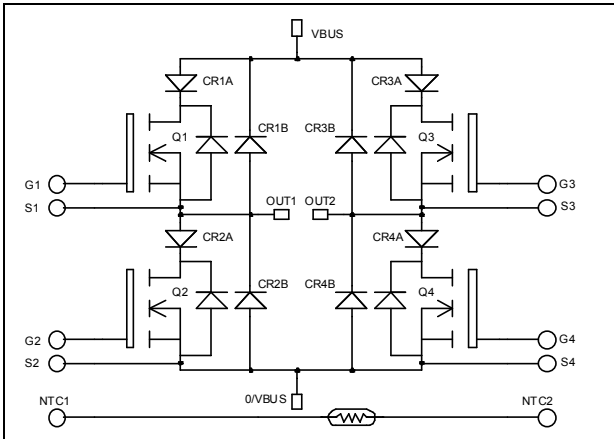 VBUS
CR1A CR3A
Q1 CR1B CR3B Q3
G1 G3
S1 OUT1 OUT2 S3
CR2A CR4A
Q2 CR2B CR4B Q4
G2 G4
S2 S4
NTC1 0/VBUS NTC2